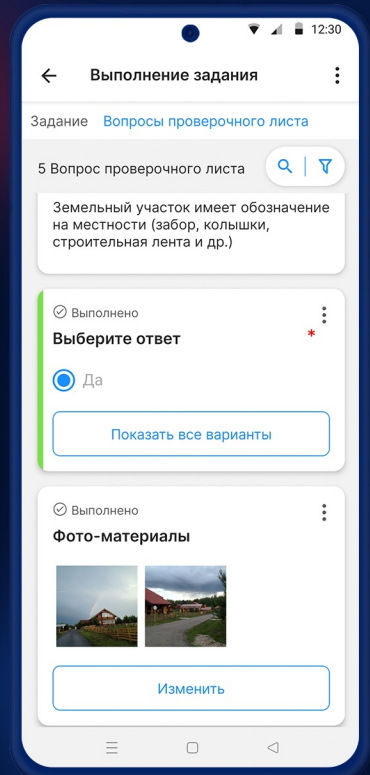 12:30
Выполнение задания
Задание Вопросы проверочного листа
5 Вопрос проверочного листа
Земельный участок имеет обозначение
на местности (забор, колышки,
строительная лента и др.)
Выполнено
Выберите ответ *
Да
Показать все варианты
Выполнено
Фото-материалы
Изменить